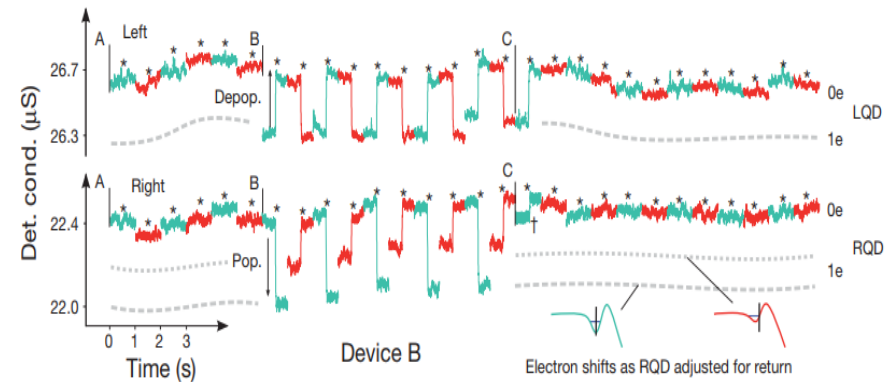 A Left B C
* * * * * * * * * * * * * * * * * * * * * * * * * * * *
26.7
Depop.
0e
LQD
26.3
1e
Det. cond. (μS)
A Right B C
* * * * * * * * * * * * * * * * * * * * * * * * * * * *
22.4
†
0e
Pop.
RQD
1e
22.0
0 1 2 3
Time (s)
Device B
Electron shifts as RQD adjusted for return